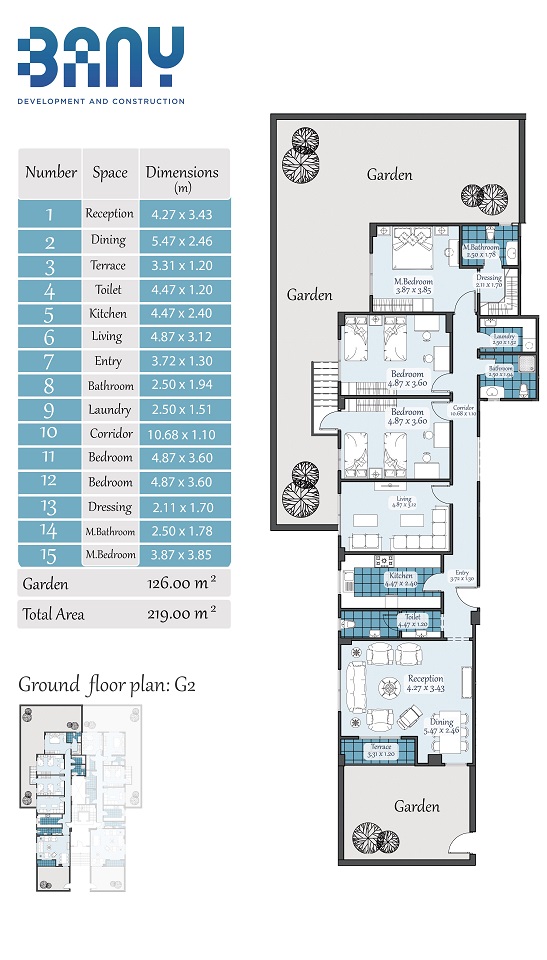 BANY
DEVELOPMENT AND CONSTRUCTION
Number Space Dimensions (m)
1 Reception 4.27 x 3.43
2 Dining 5.47 x 2.46
3 Terrace 3.31 x 1.20
4 Toilet 4.47 x 1.20
5 Kitchen 4.47 x 2.40
6 Living 4.87 x 3.12
7 Entry 3.72 x 1.30
8 Bathroom 2.50 x 1.94
9 Laundry 2.50 x 1.51
10 Corridor 10.68 x 1.10
11 Bedroom 4.87 x 3.60
12 Bedroom 4.87 x 3.60
13 Dressing 2.11 x 1.70
14 M.Bathroom 2.50 x 1.78
15 M.Bedroom 3.87 x 3.85
Garden 126.00 m²
Total Area 219.00 m²
Ground floor plan: G2
Garden
M.Bathroom
2.50 x 1.78
M.Bedroom
3.87 x 3.85
Dressing
2.11 x 1.70
Garden
Laundry
2.50 x 1.52
Bathroom
2.50 x 1.94
Bedroom
4.87 x 3.60
Bedroom
4.87 x 3.60
Corridor
10.68 x 1.10
Living
4.87 x 3.12
Kitchen
4.47 x 2.40
Entry
3.72 x 1.30
Toilet
4.47 x 1.20
Reception
4.27 x 3.43
Dining
5.47 x 2.46
Terrace
3.31 x 1.20
Garden